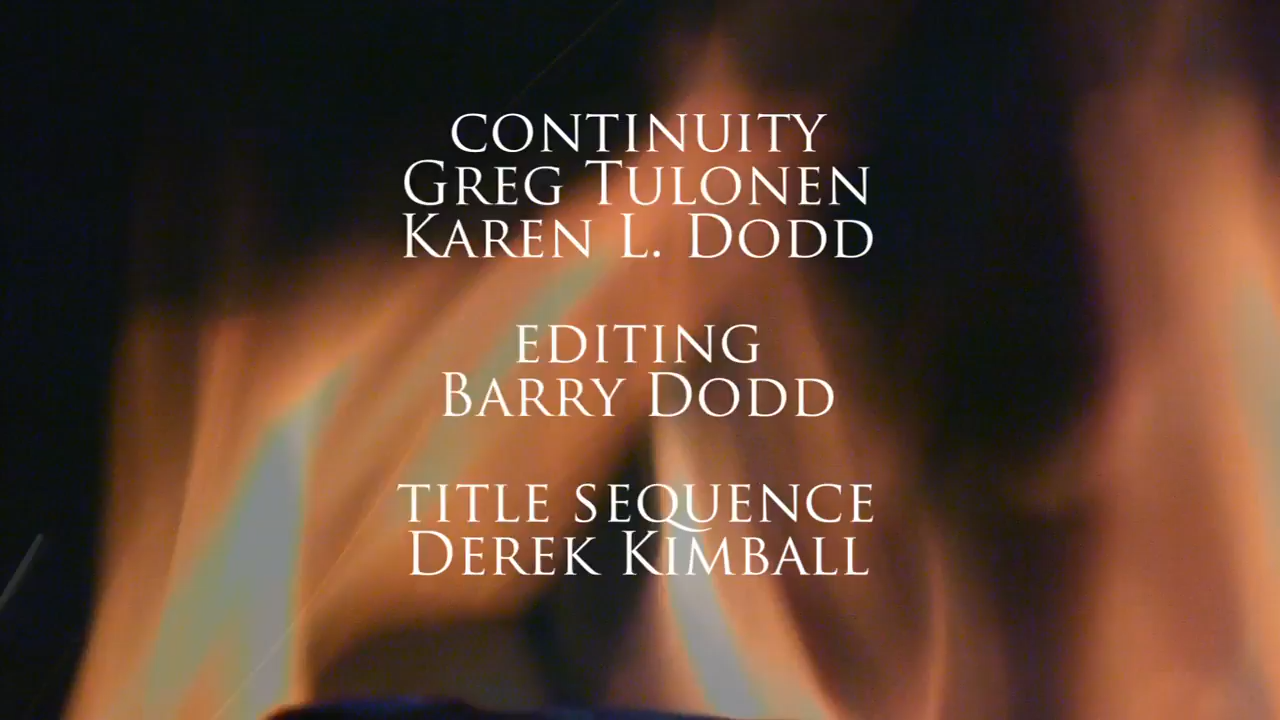 CONTINUITY
GREG TULONEN
KAREN L. DODD
EDITING
BARRY DODD
TITLE SEQUENCE
DEREK KIMBALL